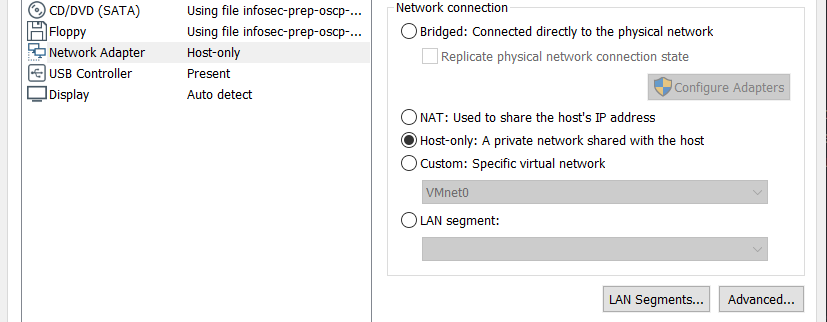 CD/DVD (SATA) Using file infosec-prep-oscp-...
Floppy Using file infosec-prep-oscp-...
Network Adapter Host-only
USB Controller Present
Display Auto detect
Network connection
Bridged: Connected directly to the physical network
Replicate physical network connection state
Configure Adapters
NAT: Used to share the host's IP address
Host-only: A private network shared with the host
Custom: Specific virtual network
VMnet0
LAN segment:
LAN Segments... Advanced...